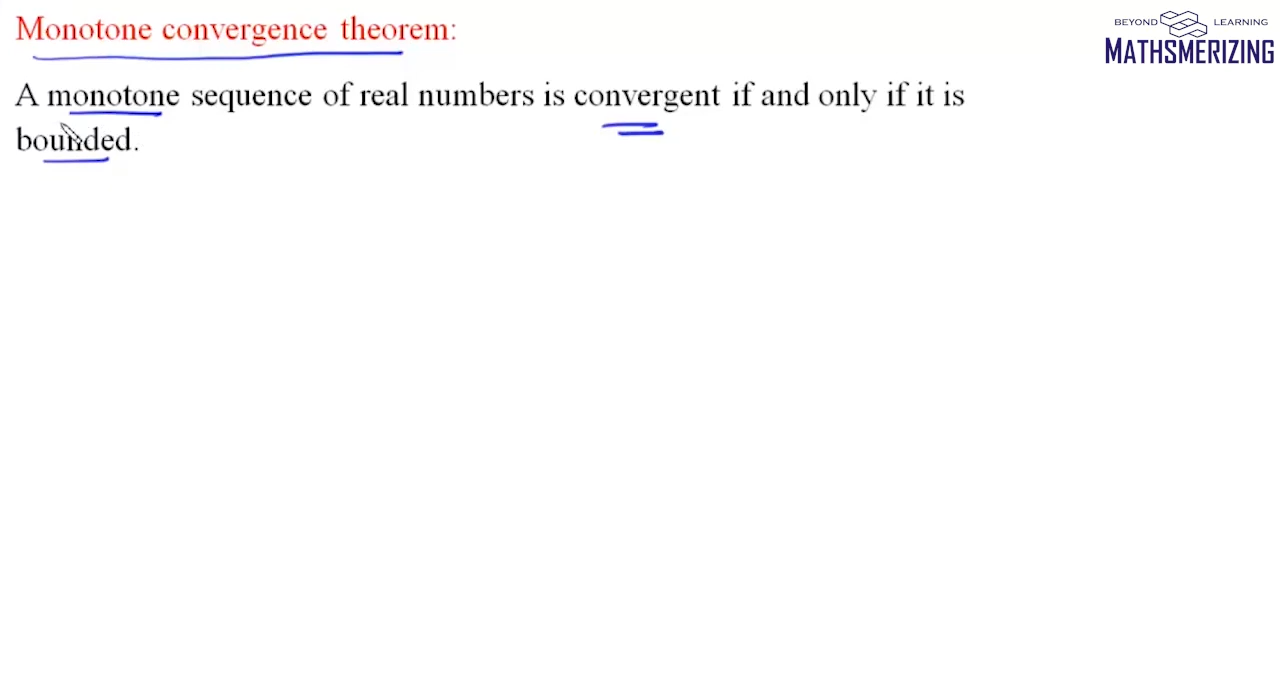 Monotone convergence theorem:
BEYOND LEARNING
MATHSMERIZING
A monotone sequence of real numbers is convergent if and only if it is
bounded.